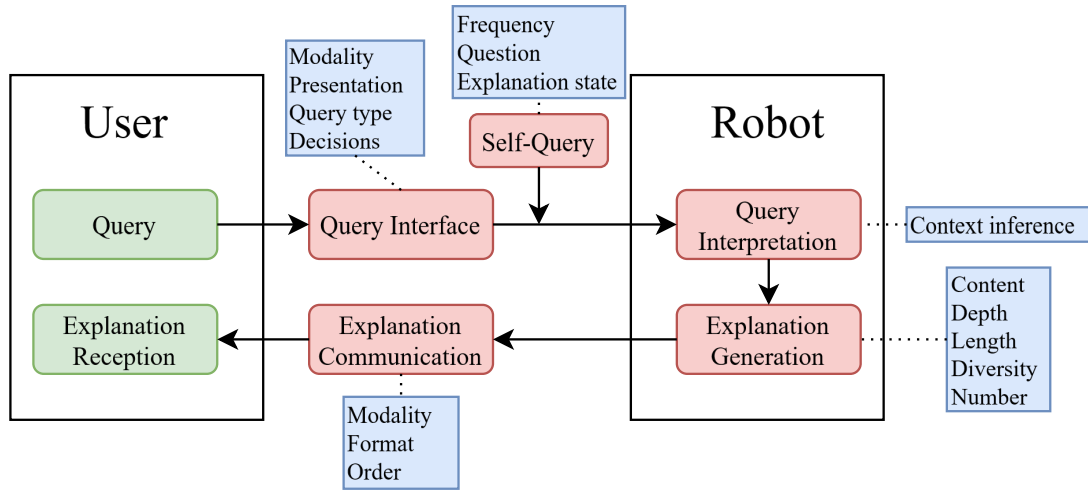 Frequency
Question
Explanation state
Modality
Presentation
Query type
Decisions
User
Self-Query
Robot
Query
Query Interface
Query
Interpretation
Context inference
Explanation
Reception
Explanation
Communication
Explanation
Generation
Content
Depth
Length
Diversity
Number
Modality
Format
Order